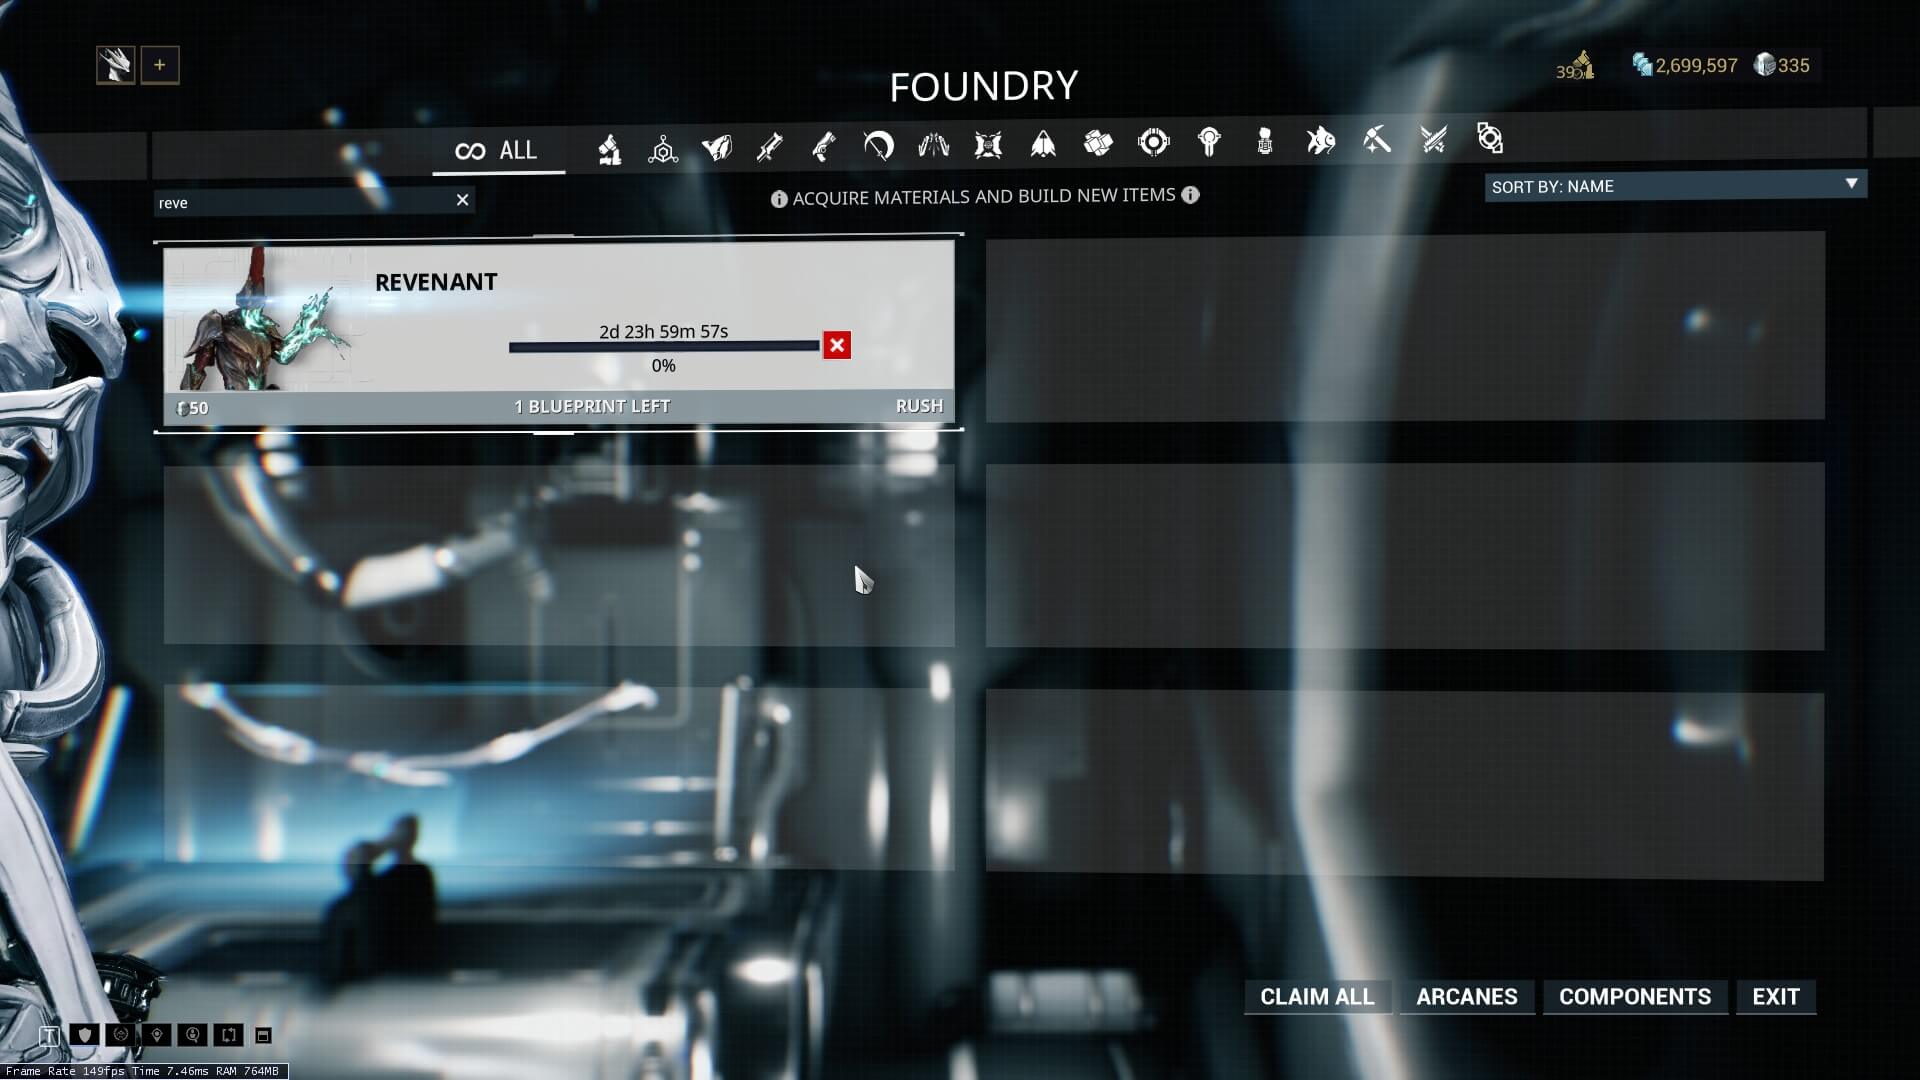 FOUNDRY
39
2,699,597
335
+
ALL
reve
ACQUIRE MATERIALS AND BUILD NEW ITEMS
SORT BY: NAME
REVENANT
2d 23h 59m 57s
0%
50
1 BLUEPRINT LEFT
RUSH
CLAIM ALL
ARCANES
COMPONENTS
EXIT
T
Frame Rate 149fps Time 7.46ms RAM 764MB